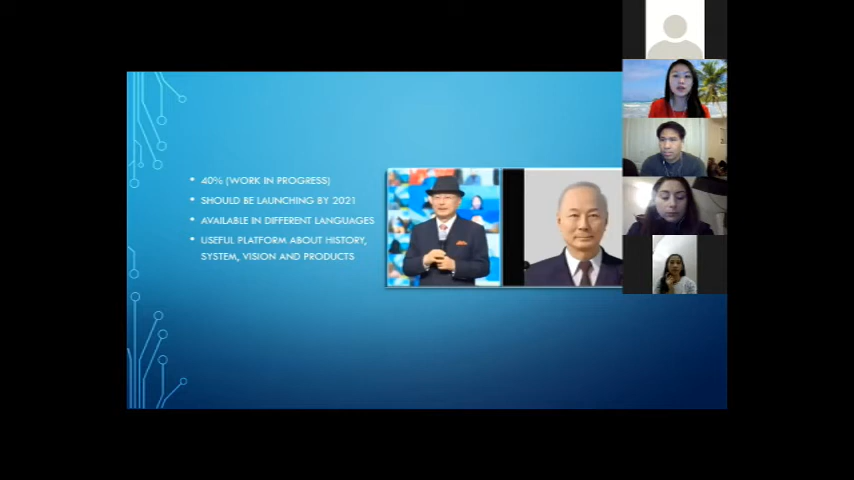 • 40% (WORK IN PROGRESS)
• SHOULD BE LAUNCHING BY 2021
• AVAILABLE IN DIFFERENT LANGUAGES
• USEFUL PLATFORM ABOUT HISTORY,
SYSTEM, VISION AND PRODUCTS